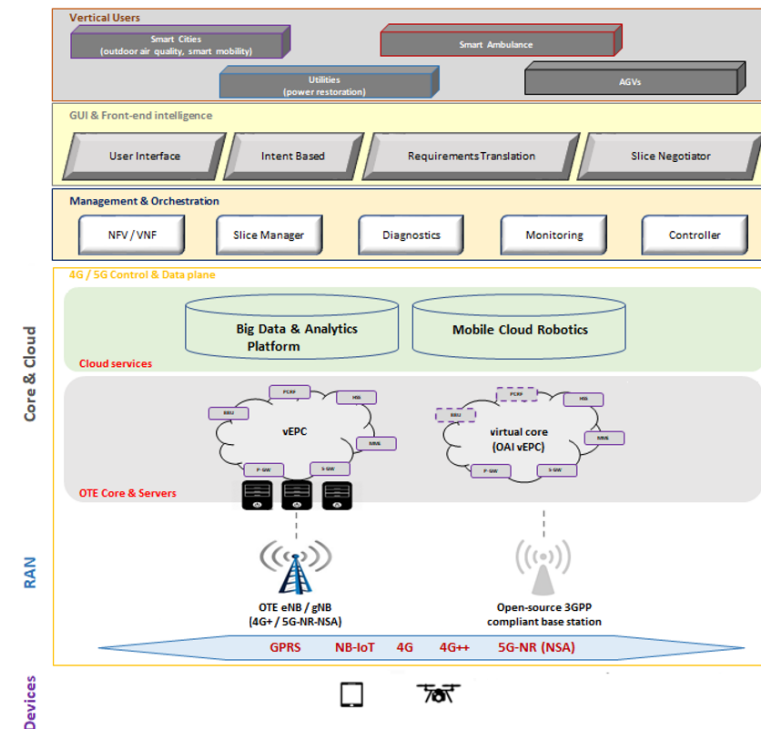 Vertical Users
Smart Cities
(outdoor air quality, smart mobility)
Smart Ambulance
Utilities
(power restoration)
AGVs
GUI & Front-end intelligence
User Interface
Intent Based
Requirements Translation
Slice Negotiator
Management & Orchestration
NFV / VNF
Slice Manager
Diagnostics
Monitoring
Controller
4G / 5G Control & Data plane
Core & Cloud
Big Data & Analytics
Platform
Mobile Cloud Robotics
Cloud services
PCRF
HSS
MME
S-GW
P-GW
vEPC
PCRF
HSS
MME
S-GW
P-GW
virtual core
(OAI vEPC)
OTE Core & Servers
RAN
OTE eNB / gNB
(4G+ / 5G-NR-NSA)
Open-source 3GPP
compliant base station
GPRS NB-IoT 4G 4G++ 5G-NR (NSA)
Devices